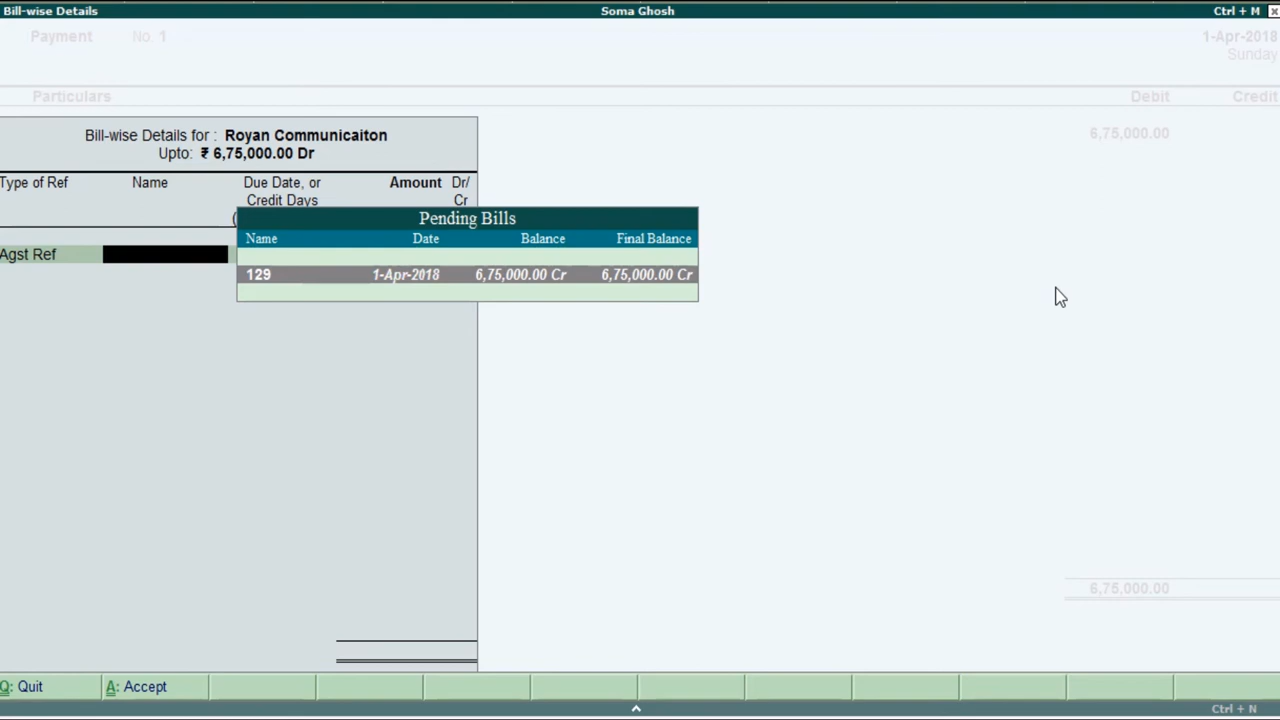 Bill-wise Details Soma Ghosh Ctrl + M
Payment No. 1 1-Apr-2018
Sunday
Particulars Debit Credit
6,75,000.00
Bill-wise Details for : Royan Communicaiton
Upto: ₹ 6,75,000.00 Dr
Type of Ref Name Due Date, or Amount Dr/
Credit Days Cr
(
Pending Bills
Name Date Balance Final Balance
Agst Ref
129 1-Apr-2018 6,75,000.00 Cr 6,75,000.00 Cr
6,75,000.00
Q: Quit A: Accept
Ctrl + N